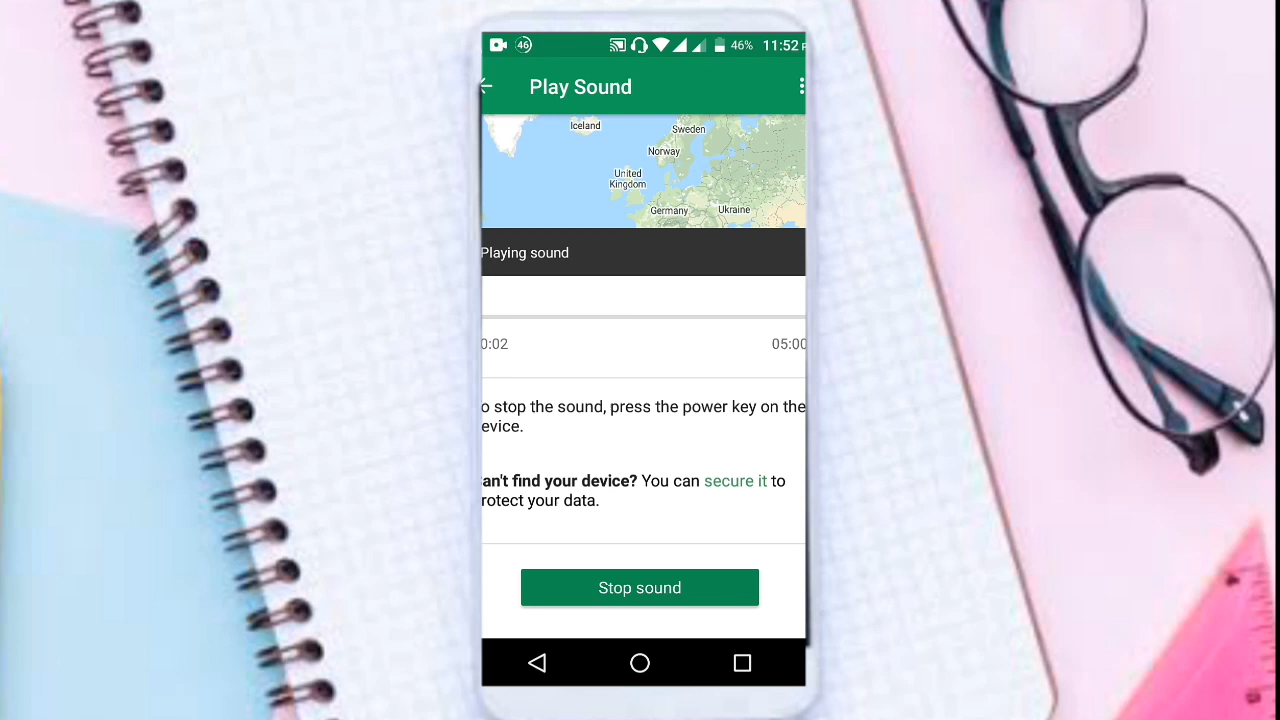 46 46% 11:52
Play Sound
Iceland
Sweden
Norway
United
Kingdom
Germany
Ukraine
Playing sound
0:02 05:00
o stop the sound, press the power key on the
evice.
an't find your device? You can secure it to
rotect your data.
Stop sound